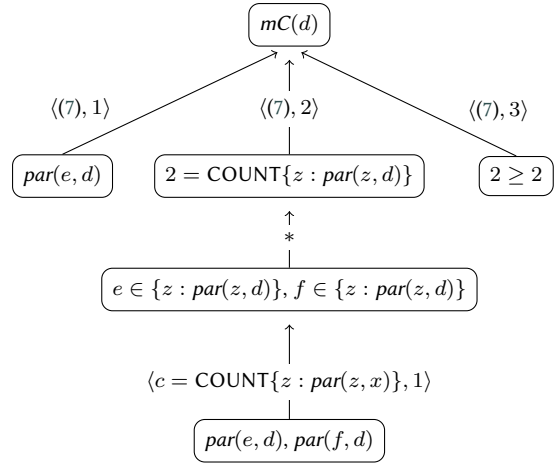 mC(d)
⟨(7), 1⟩ ⟨(7), 2⟩ ⟨(7), 3⟩
par(e, d) 2 = COUNT{z : par(z, d)} 2 ≥ 2
*
e ∈ {z : par(z, d)}, f ∈ {z : par(z, d)}
⟨c = COUNT{z : par(z, x)}, 1⟩
par(e, d), par(f, d)